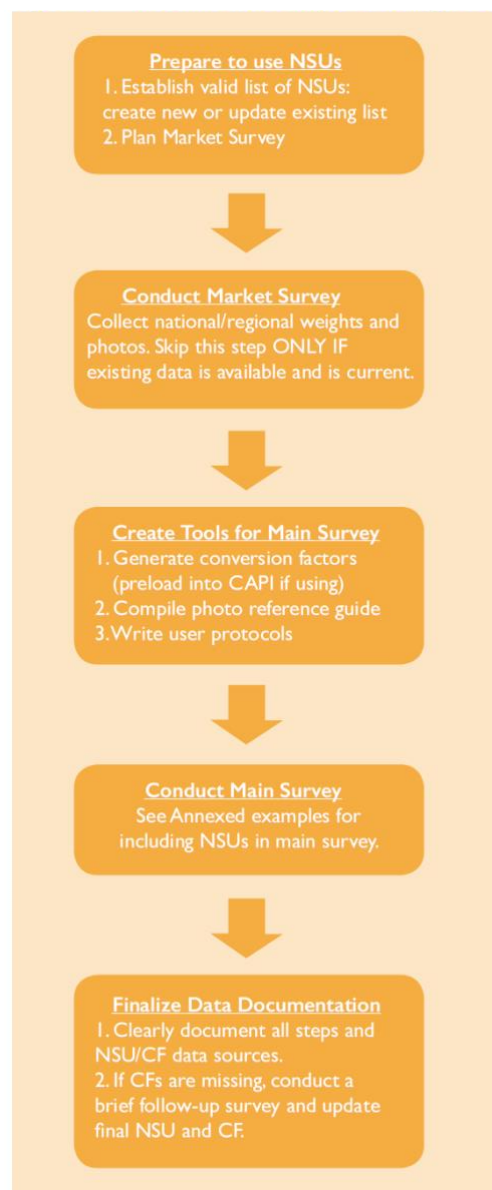 Prepare to use NSUs
1. Establish valid list of NSUs:
create new or update existing list
2. Plan Market Survey
Conduct Market Survey
Collect national/regional weights and
photos. Skip this step ONLY IF
existing data is available and is current.
Create Tools for Main Survey
1. Generate conversion factors
(preload into CAPI if using)
2. Compile photo reference guide
3. Write user protocols
Conduct Main Survey
See Annexed examples for
including NSUs in main survey.
Finalize Data Documentation
1. Clearly document all steps and
NSU/CF data sources.
2. If CFs are missing, conduct a
brief follow-up survey and update
final NSU and CF.